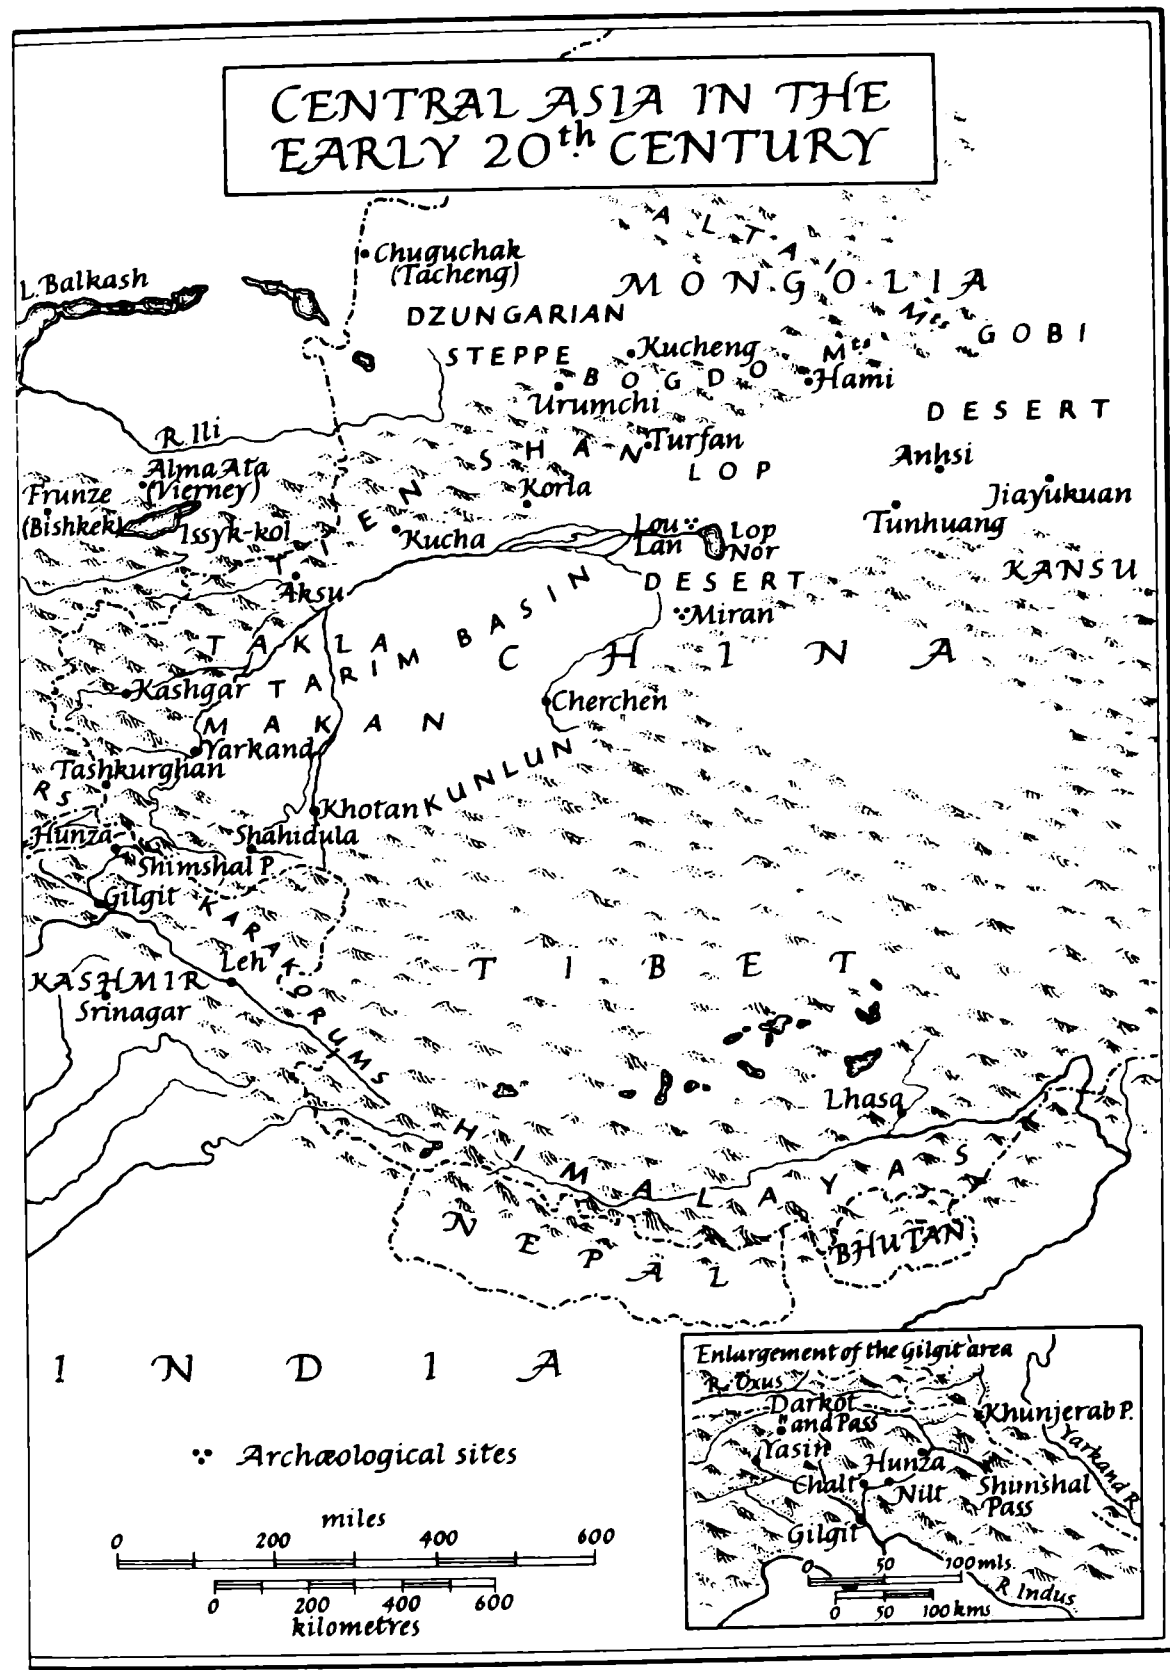 CENTRAL ASIA IN THE
EARLY 20th CENTURY
ALTAI Mts
Chuguchak
(Tacheng)
L. Balkash
MONGOLIA
DZUNGARIAN
STEPPE
GOBI
DESERT
Kucheng
BOGDO Mts
Hami
Urumchi
R. Ili
Turfan
TIEN SHAN
LOP
DESERT
Anhsi
Alma Ata
(Vierney)
Frunze
(Bishkek)
Issyk-kol
Korla
Jiayukuan
Tunhuang
Kucha
Lou
Lan
Lop
Nor
KANSU
Aksu
Miran
TAKLA
MAKAN
TARIM BASIN
CHINA
Kashgar
Cherchen
Yarkand
Tashkurghan
RS
Khotan
KUNLUN
Hunza
Shahidula
Shimshal P.
Gilgit
KARAKORUMS
Leh
TIBET
KASHMIR
Srinagar
Lhasa
HIMALAYAS
NEPAL
BHUTAN
INDIA
Archæological sites
miles
0 200 400 600
0 200 400 600
kilometres
Enlargement of the Gilgit area
R. Oxus
Darkot
and Pass
Khunjerab P.
Yasin
Yarkand R.
Hunza
Chalt
Nilt
Shimshal
Pass
Gilgit
0 50 100 mls.
R Indus
0 50 100 kms